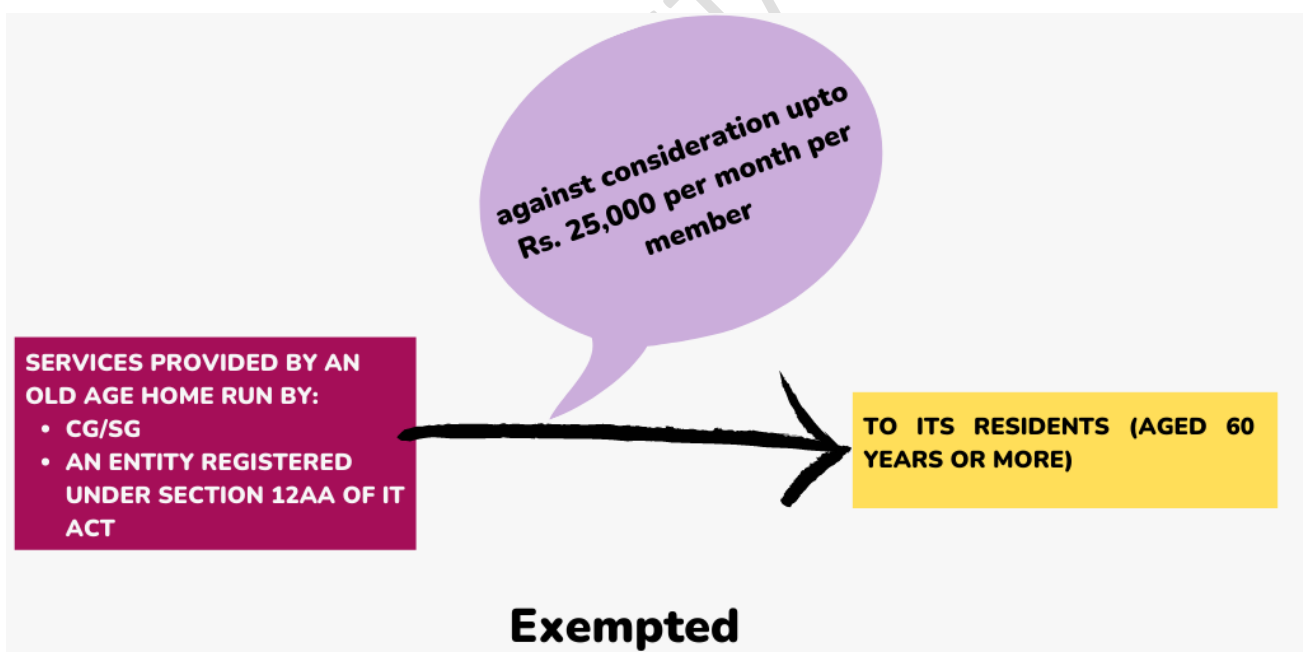 against consideration upto
Rs. 25,000 per month per
member
SERVICES PROVIDED BY AN
OLD AGE HOME RUN BY:
• CG/SG
• AN ENTITY REGISTERED
UNDER SECTION 12AA OF IT
ACT
TO ITS RESIDENTS (AGED 60
YEARS OR MORE)
Exempted